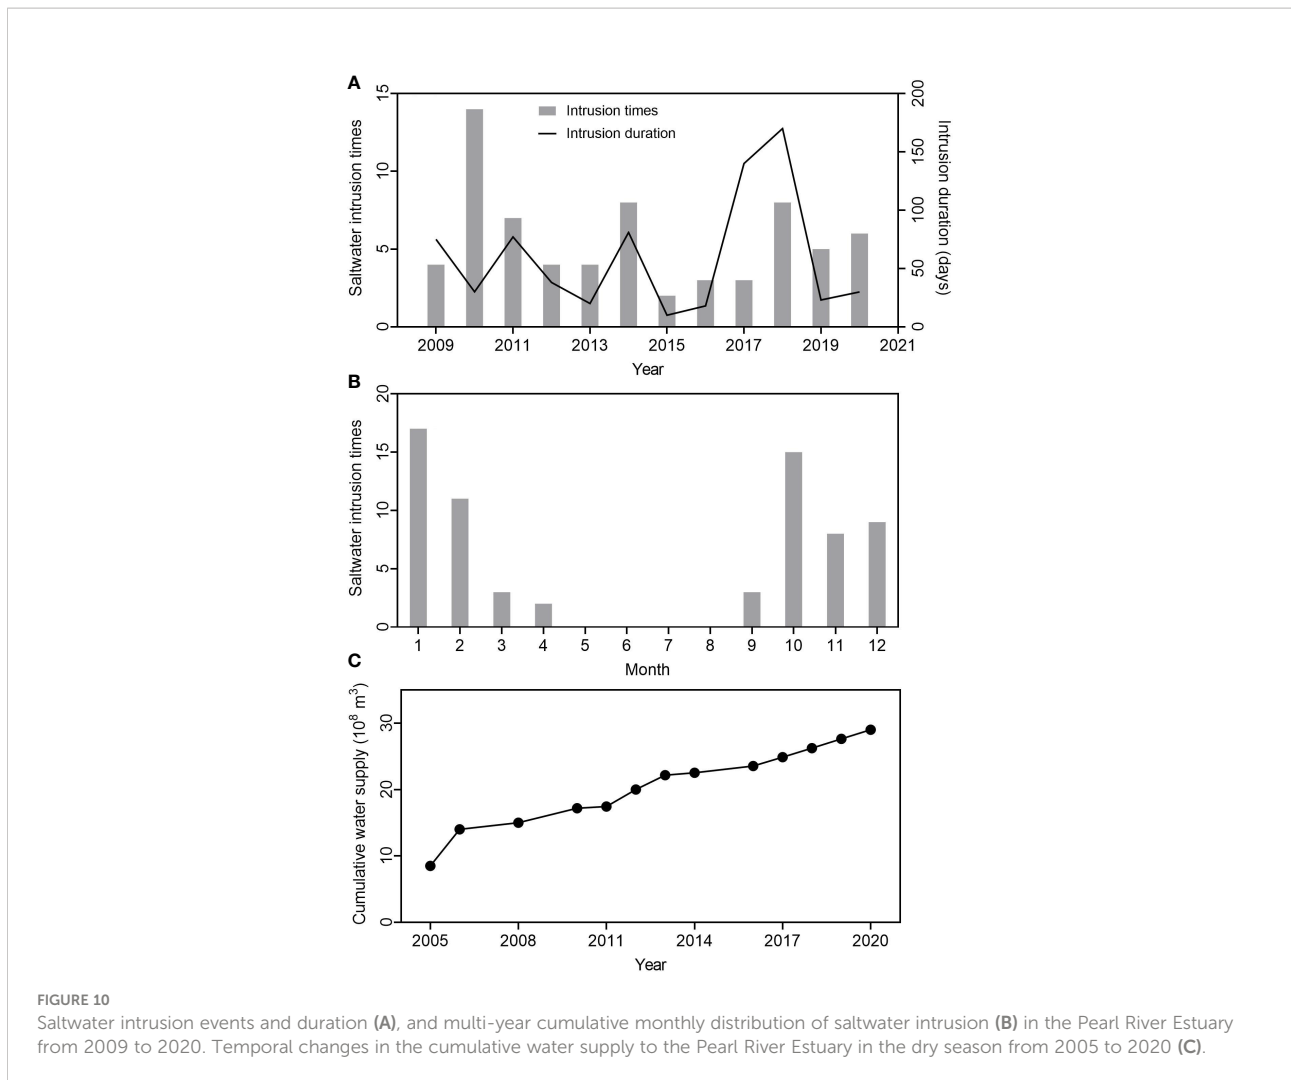 A
15
10
5
0
Saltwater intrusion times
Intrusion times
Intrusion duration
200
150
100
50
0
Intrusion duration (days)
2009 2011 2013 2015 2017 2019 2021
Year
B
20
15
10
5
0
Saltwater intrusion times
1 2 3 4 5 6 7 8 9 10 11 12
Month
C
30
20
10
0
Cumulative water supply (10⁸ m³)
2005 2008 2011 2014 2017 2020
Year
FIGURE 10
Saltwater intrusion events and duration (A), and multi-year cumulative monthly distribution of saltwater intrusion (B) in the Pearl River Estuary
from 2009 to 2020. Temporal changes in the cumulative water supply to the Pearl River Estuary in the dry season from 2005 to 2020 (C).